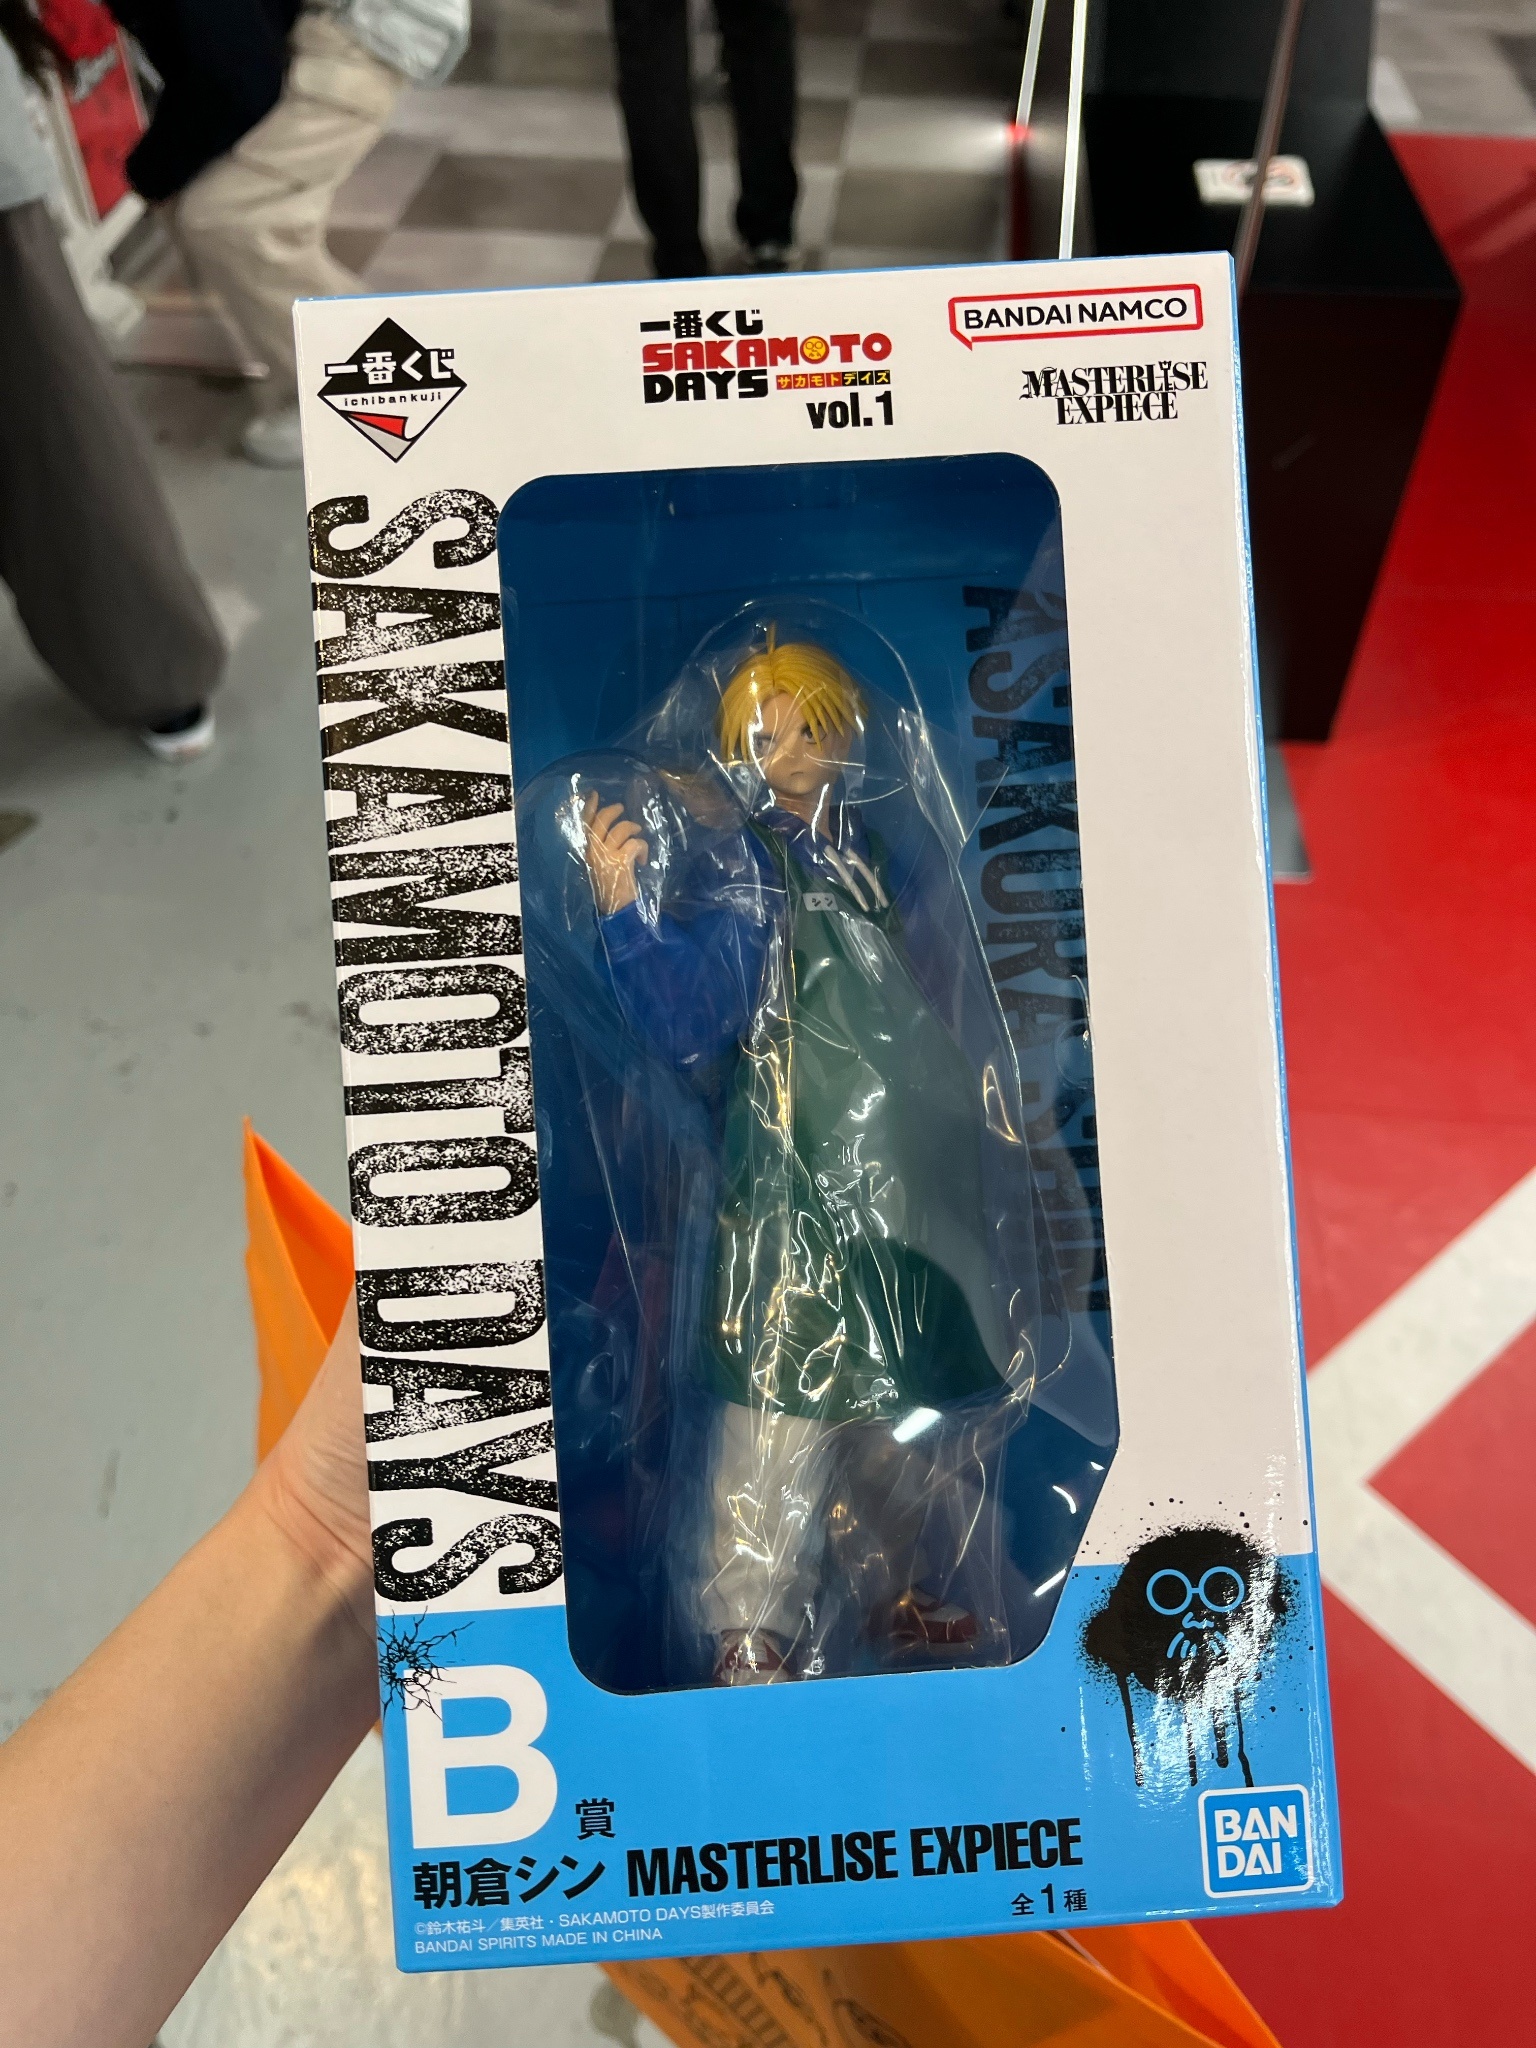 一番くじ
ichibankuji
一番くじ
SAKAMOTO
DAYS サカモトデイズ
vol.1
BANDAI NAMCO
MASTERLISE
EXPIECE
SAKAMOTO DAYS
ASAKURA SHIN
シン
B賞
朝倉シン MASTERLISE EXPIECE
全1種
©鈴木祐斗／集英社・SAKAMOTO DAYS製作委員会
BANDAI SPIRITS MADE IN CHINA
BAN
DAI